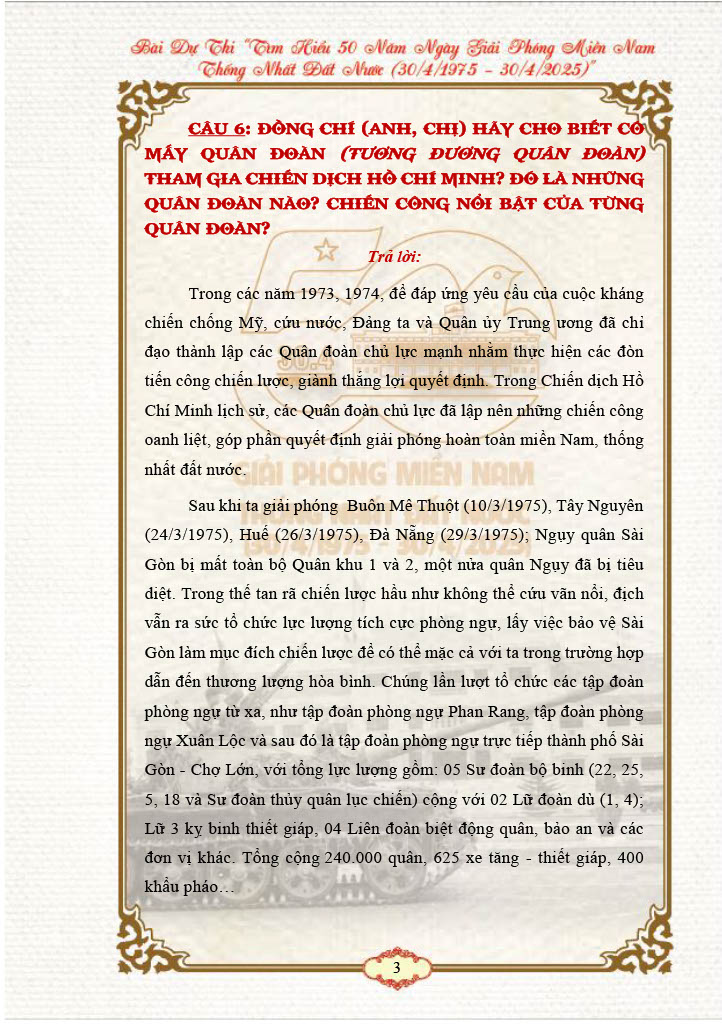 Bài Dự Thi "Tìm Hiểu 50 Năm Ngày Giải Phóng Miền Nam
Thống Nhất Đất Nước (30/4/1975 - 30/4/2025)"
CÂU 6: ĐỒNG CHÍ (ANH, CHỊ) HÃY CHO BIẾT CÓ
MẤY QUÂN ĐOÀN (TƯƠNG ĐƯƠNG QUÂN ĐOÀN)
THAM GIA CHIẾN DỊCH HỒ CHÍ MINH? ĐÓ LÀ NHỮNG
QUÂN ĐOÀN NÀO? CHIẾN CÔNG NỔI BẬT CỦA TỪNG
QUÂN ĐOÀN?
Trả lời:
Trong các năm 1973, 1974, để đáp ứng yêu cầu của cuộc kháng
chiến chống Mỹ, cứu nước, Đảng ta và Quân ủy Trung ương đã chỉ
đạo thành lập các Quân đoàn chủ lực mạnh nhằm thực hiện các đòn
tiến công chiến lược, giành thắng lợi quyết định. Trong Chiến dịch Hồ
Chí Minh lịch sử, các Quân đoàn chủ lực đã lập nên những chiến công
oanh liệt, góp phần quyết định giải phóng hoàn toàn miền Nam, thống
nhất đất nước.
30.4
GIẢI PHÓNG MIỀN NAM
THỐNG NHẤT ĐẤT NƯỚC
(30/4/1975 - 30/4/2025)
Sau khi ta giải phóng Buôn Mê Thuột (10/3/1975), Tây Nguyên
(24/3/1975), Huế (26/3/1975), Đà Nẵng (29/3/1975); Ngụy quân Sài
Gòn bị mất toàn bộ Quân khu 1 và 2, một nửa quân Ngụy đã bị tiêu
diệt. Trong thế tan rã chiến lược hầu như không thể cứu vãn nổi, địch
vẫn ra sức tổ chức lực lượng tích cực phòng ngự, lấy việc bảo vệ Sài
Gòn làm mục đích chiến lược để có thể mặc cả với ta trong trường hợp
dẫn đến thương lượng hòa bình. Chúng lần lượt tổ chức các tập đoàn
phòng ngự từ xa, như tập đoàn phòng ngự Phan Rang, tập đoàn phòng
ngự Xuân Lộc và sau đó là tập đoàn phòng ngự trực tiếp thành phố Sài
Gòn - Chợ Lớn, với tổng lực lượng gồm: 05 Sư đoàn bộ binh (22, 25,
5, 18 và Sư đoàn thủy quân lục chiến) cộng với 02 Lữ đoàn dù (1, 4);
Lữ 3 kỵ binh thiết giáp, 04 Liên đoàn biệt động quân, bảo an và các
đơn vị khác. Tổng cộng 240.000 quân, 625 xe tăng - thiết giáp, 400
khẩu pháo…
3